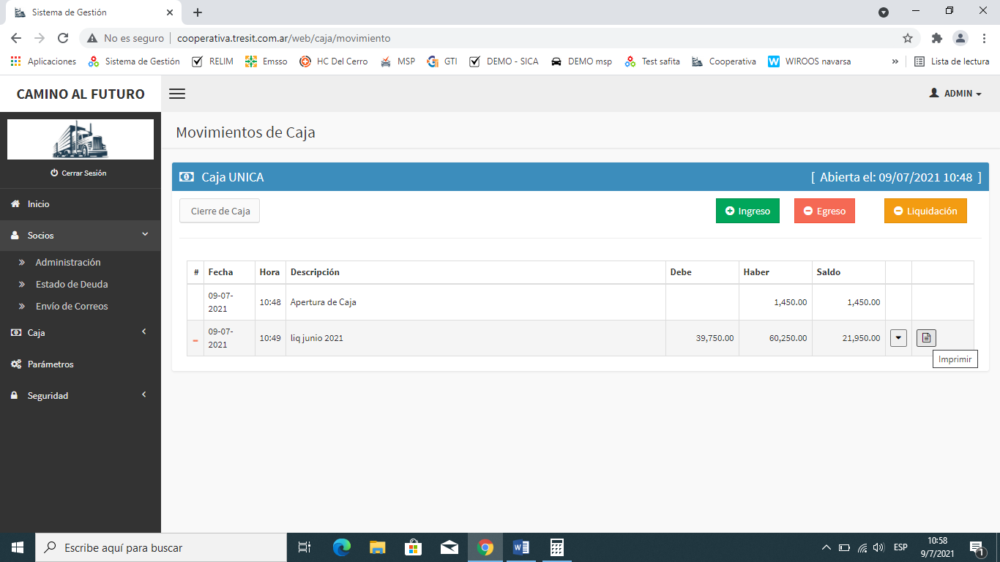 Sistema de Gestión
No es seguro
cooperativa.tresit.com.ar/web/caja/movimiento
Aplicaciones
Sistema de Gestión
RELIM
Emsso
HC Del Cerro
MSP
GTI
DEMO - SICA
DEMO msp
Test safita
Cooperativa
WIROOS navarsa
»
Lista de lectura
CAMINO AL FUTURO
ADMIN
Cerrar Sesión
Inicio
Socios
Administración
Estado de Deuda
Envío de Correos
Caja
Parámetros
Seguridad
Movimientos de Caja
Caja UNICA
[ Abierta el: 09/07/2021 10:48 ]
Cierre de Caja
Ingreso
Egreso
Liquidación
# Fecha Hora Descripción Debe Haber Saldo
09-07-
2021
10:48 Apertura de Caja 1,450.00 1,450.00
09-07-
2021
10:49 liq junio 2021 39,750.00 60,250.00 21,950.00
Imprimir
Escribe aquí para buscar
ESP
10:58
9/7/2021
1